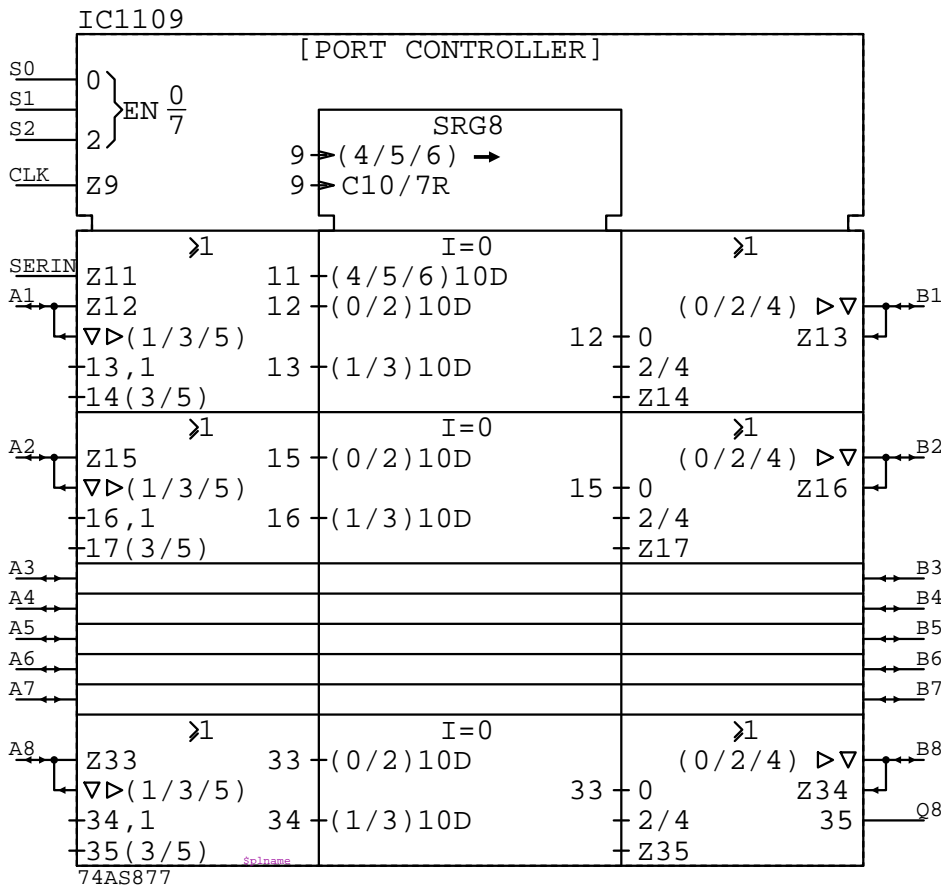 IC1109
[PORT CONTROLLER]
S0 0
S1 EN 0/7
S2 2
SRG8
9 (4/5/6)
CLK Z9 9 C10/7R
≥1 I=0 ≥1
SERIN Z11 11 (4/5/6)10D
A1 Z12 12 (0/2)10D (0/2/4) ▷▽ B1
▽▷(1/3/5) 12 0 Z13
13,1 13 (1/3)10D 2/4
14(3/5) Z14
≥1 I=0 ≥1
A2 Z15 15 (0/2)10D (0/2/4) ▷▽ B2
▽▷(1/3/5) 15 0 Z16
16,1 16 (1/3)10D 2/4
17(3/5) Z17
A3 B3
A4 B4
A5 B5
A6 B6
A7 B7
≥1 I=0 ≥1
A8 Z33 33 (0/2)10D (0/2/4) ▷▽ B8
▽▷(1/3/5) 33 0 Z34
34,1 34 (1/3)10D 2/4 35 Q8
35(3/5) $plname Z35
74AS877